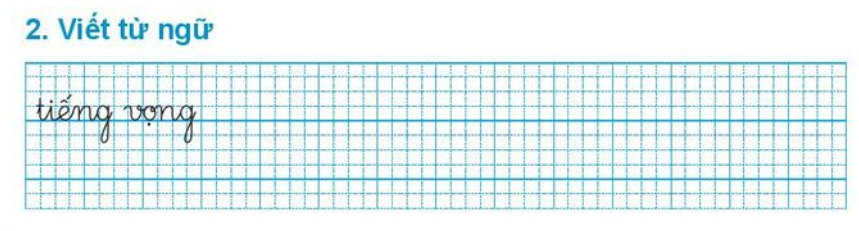 2. Viết từ ngữ
tiếng vọng